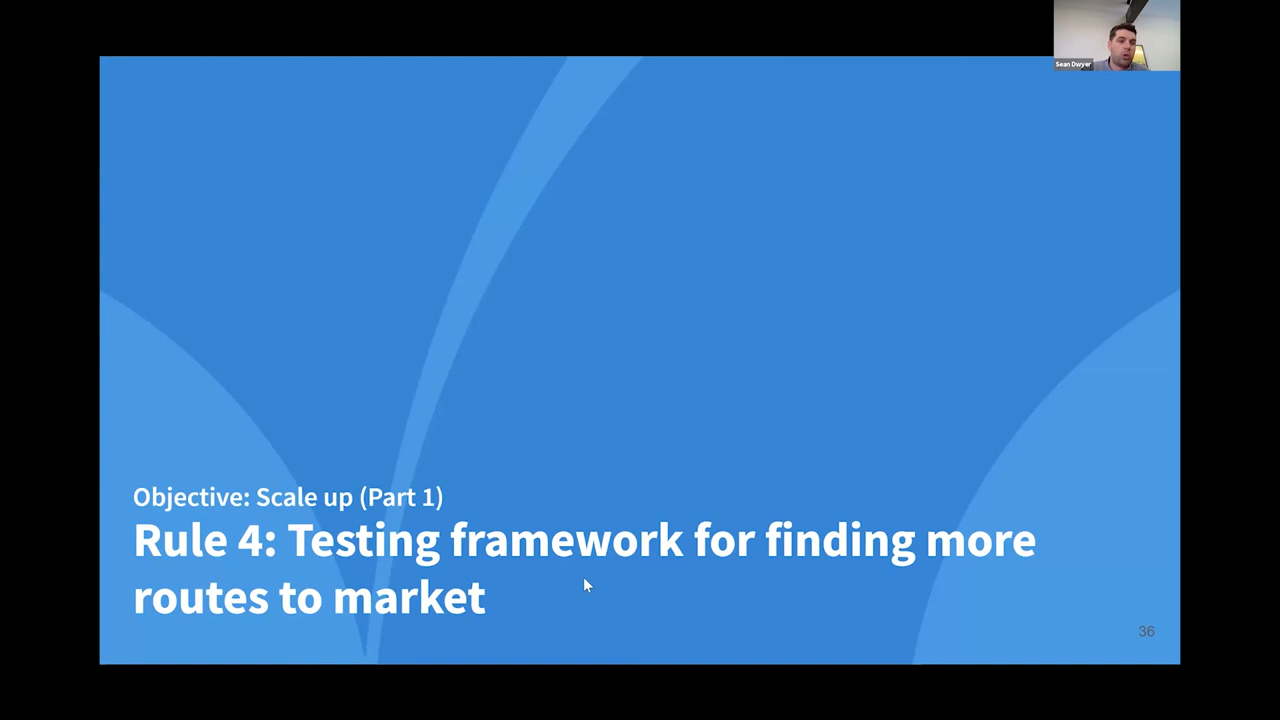 Sean Dwyer
Objective: Scale up (Part 1)
Rule 4: Testing framework for finding more
routes to market
36